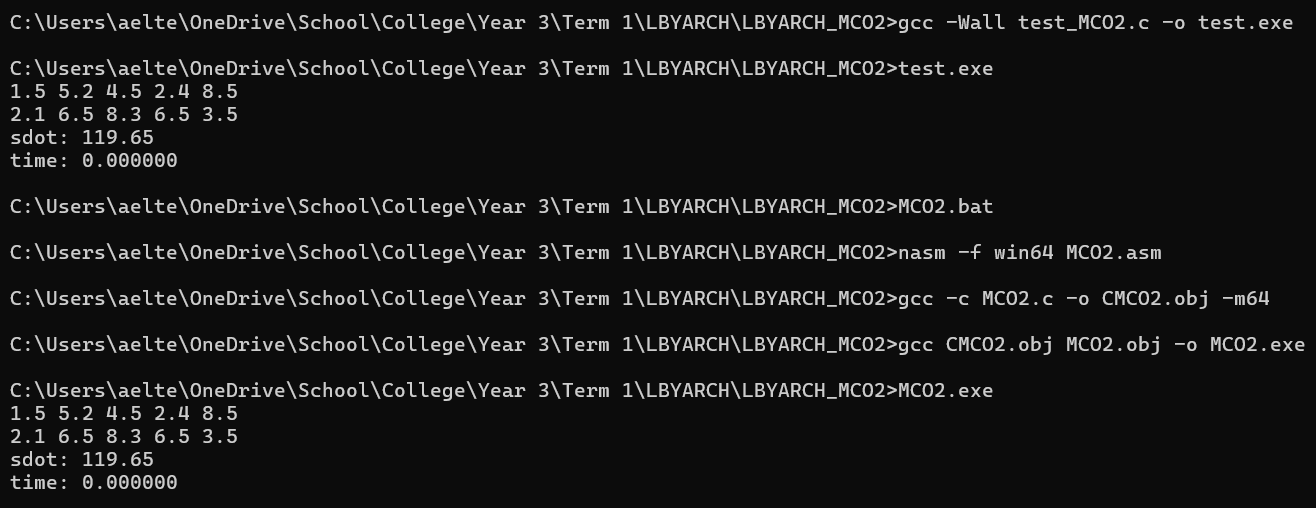 C:\Users\aelte\OneDrive\School\College\Year 3\Term 1\LBYARCH\LBYARCH_MCO2>gcc -Wall test_MCO2.c -o test.exe
C:\Users\aelte\OneDrive\School\College\Year 3\Term 1\LBYARCH\LBYARCH_MCO2>test.exe
1.5 5.2 4.5 2.4 8.5
2.1 6.5 8.3 6.5 3.5
sdot: 119.65
time: 0.000000
C:\Users\aelte\OneDrive\School\College\Year 3\Term 1\LBYARCH\LBYARCH_MCO2>MCO2.bat
C:\Users\aelte\OneDrive\School\College\Year 3\Term 1\LBYARCH\LBYARCH_MCO2>nasm -f win64 MCO2.asm
C:\Users\aelte\OneDrive\School\College\Year 3\Term 1\LBYARCH\LBYARCH_MCO2>gcc -c MCO2.c -o CMCO2.obj -m64
C:\Users\aelte\OneDrive\School\College\Year 3\Term 1\LBYARCH\LBYARCH_MCO2>gcc CMCO2.obj MCO2.obj -o MCO2.exe
C:\Users\aelte\OneDrive\School\College\Year 3\Term 1\LBYARCH\LBYARCH_MCO2>MCO2.exe
1.5 5.2 4.5 2.4 8.5
2.1 6.5 8.3 6.5 3.5
sdot: 119.65
time: 0.000000